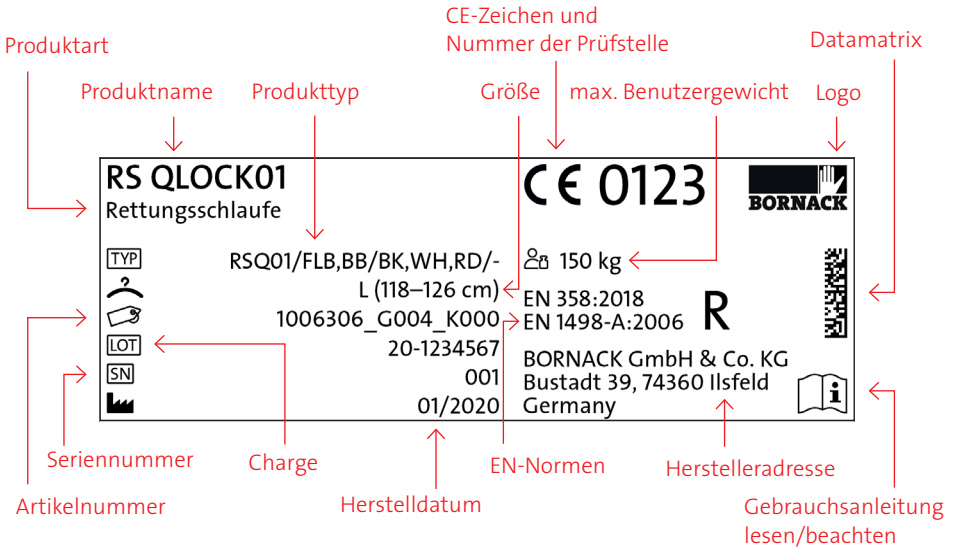 CE-Zeichen und
Nummer der Prüfstelle
Produktart
Datamatrix
Produktname
Produkttyp
Größe
max. Benutzergewicht
Logo
RS QLOCK01
Rettungsschlaufe
CE 0123
BORNACK
TYP
RSQ01/FLB,BB/BK,WH,RD/-
L (118–126 cm)
1006306_G004_K000
LOT
20-1234567
SN
001
01/2020
150 kg
EN 358:2018
EN 1498-A:2006
R
BORNACK GmbH & Co. KG
Bustadt 39, 74360 Ilsfeld
Germany
i
Seriennummer
Charge
EN-Normen
Herstelleradresse
Artikelnummer
Herstelldatum
Gebrauchsanleitung
lesen/beachten